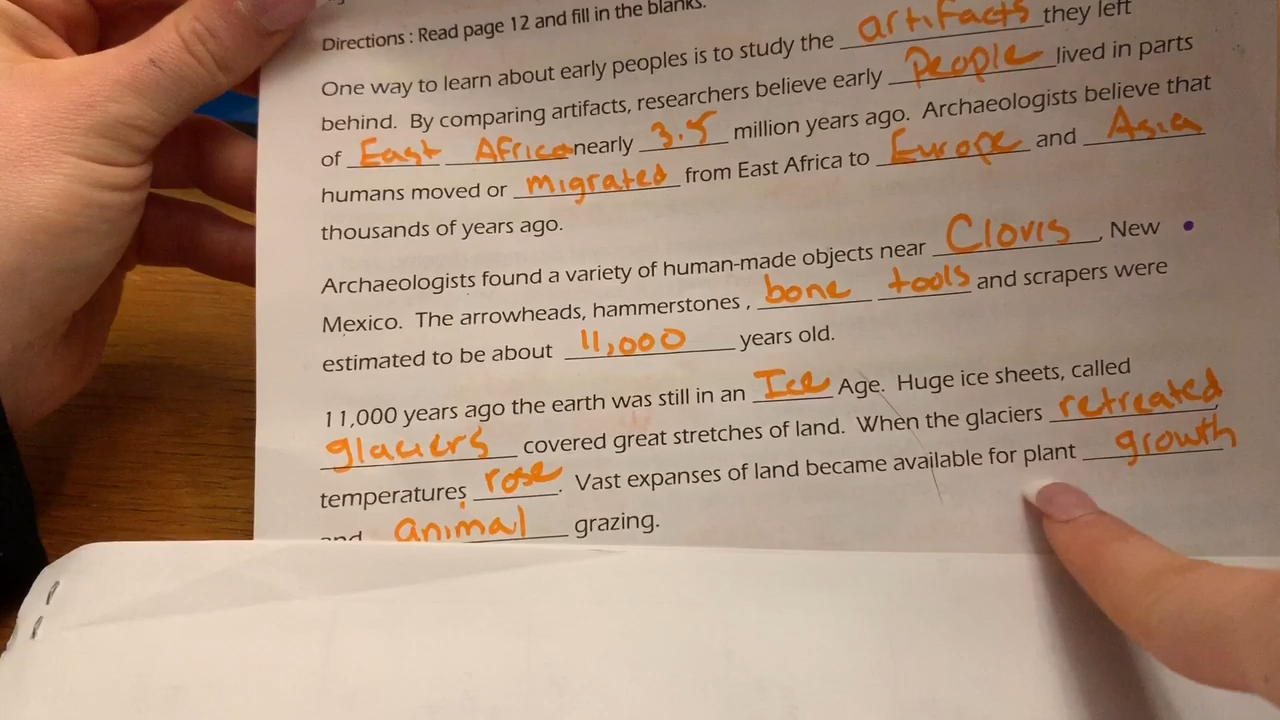 Directions : Read page 12 and fill in the blanks.
One way to learn about early peoples is to study the artifacts they left
behind. By comparing artifacts, researchers believe early People lived in parts
of East Africa nearly 3.5 million years ago. Archaeologists believe that
humans moved or migrated from East Africa to Europe and Asia
thousands of years ago.
Archaeologists found a variety of human-made objects near Clovis, New
Mexico. The arrowheads, hammerstones , bone tools and scrapers were
estimated to be about 11,000 years old.
11,000 years ago the earth was still in an Ice Age. Huge ice sheets, called
glaciers covered great stretches of land. When the glaciers retreated,
temperatures rose. Vast expanses of land became available for plant growth
and animal grazing.